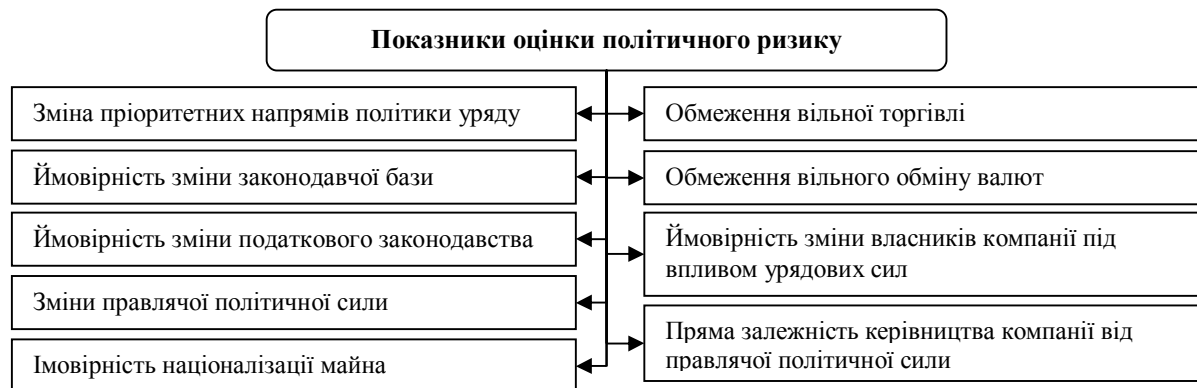 Показники оцінки політичного ризику
Зміна пріоритетних напрямів політики уряду
Ймовірність зміни законодавчої бази
Ймовірність зміни податкового законодавства
Зміни правлячої політичної сили
Імовірність націоналізації майна
Обмеження вільної торгівлі
Обмеження вільного обміну валют
Ймовірність зміни власників компанії під
впливом урядових сил
Пряма залежність керівництва компанії від
правлячої політичної сили